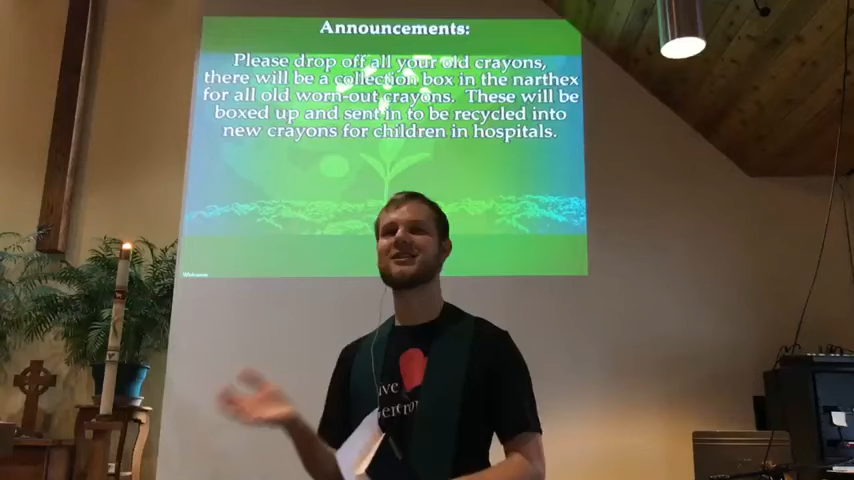 Announcements:
Please drop off all your old crayons,
there will be a collection box in the narthex
for all old worn-out crayons. These will be
boxed up and sent in to be recycled into
new crayons for children in hospitals.
Welcome